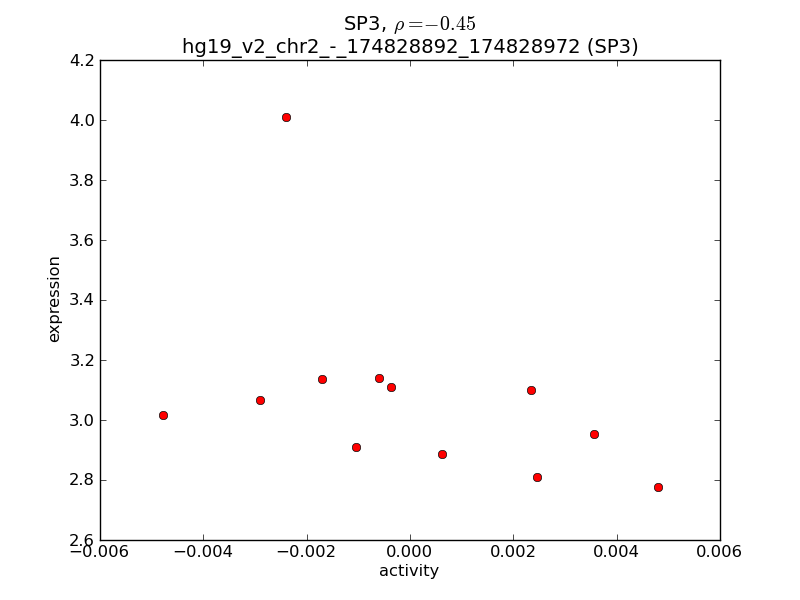 SP3, ρ=−0.45
hg19_v2_chr2_-_174828892_174828972 (SP3)
4.2
4.0
3.8
3.6
3.4
3.2
3.0
2.8
2.6
expression
−0.006 −0.004 −0.002 0.000 0.002 0.004 0.006
activity